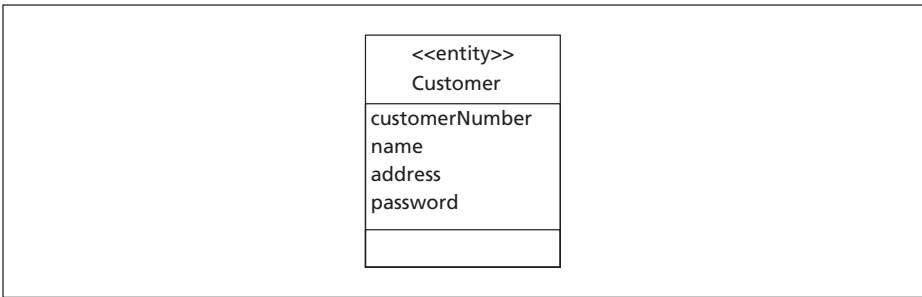 <<entity>>
Customer
customerNumber
name
address
password